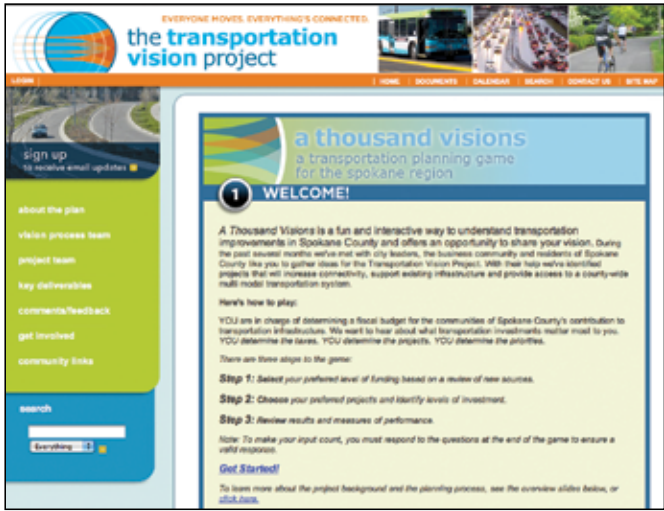 EVERYONE MOVES. EVERYTHING'S CONNECTED.
the transportation
vision project
LOGIN
HOME | DOCUMENTS | CALENDAR | SEARCH | CONTACT US | SITE MAP
sign up
to receive email updates
about the plan
vision process team
project team
key deliverables
comments/feedback
get involved
community links
search
Everything
a thousand visions
a transportation planning game
for the spokane region
1 WELCOME!
A Thousand Visions is a fun and interactive way to understand transportation
improvements in Spokane County and offers an opportunity to share your vision. During
the past several months we've met with city leaders, the business community and residents of Spokane
County like you to gather ideas for the Transportation Vision Project. With their help we've identified
projects that will increase connectivity, support existing infrastructure and provide access to a county-wide
multi modal transportation system.
Here's how to play:
YOU are in charge of determining a fiscal budget for the communities of Spokane County's contribution to
transportation infrastructure. We want to hear about what transportation investments matter most to you.
YOU determine the taxes. YOU determine the projects. YOU determine the priorities.
There are three steps to the game:
Step 1: Select your preferred level of funding based on a review of new sources.
Step 2: Choose your preferred projects and identify levels of investment.
Step 3: Review results and measures of performance.
Note: To make your input count, you must respond to the questions at the end of the game to ensure a
valid response.
Get Started!
To learn more about the project background and the planning process, see the overview slides below, or
click here.